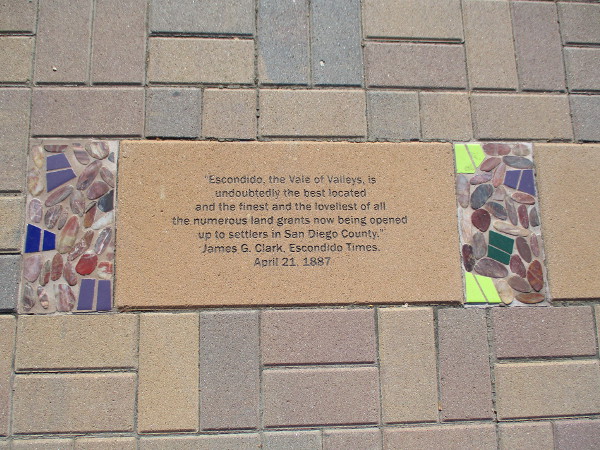 "Escondido, the Vale of Valleys, is
undoubtedly the best located
and the finest and the loveliest of all
the numerous land grants now being opened
up to settlers in San Diego County."
James G. Clark, Escondido Times,
April 21, 1887